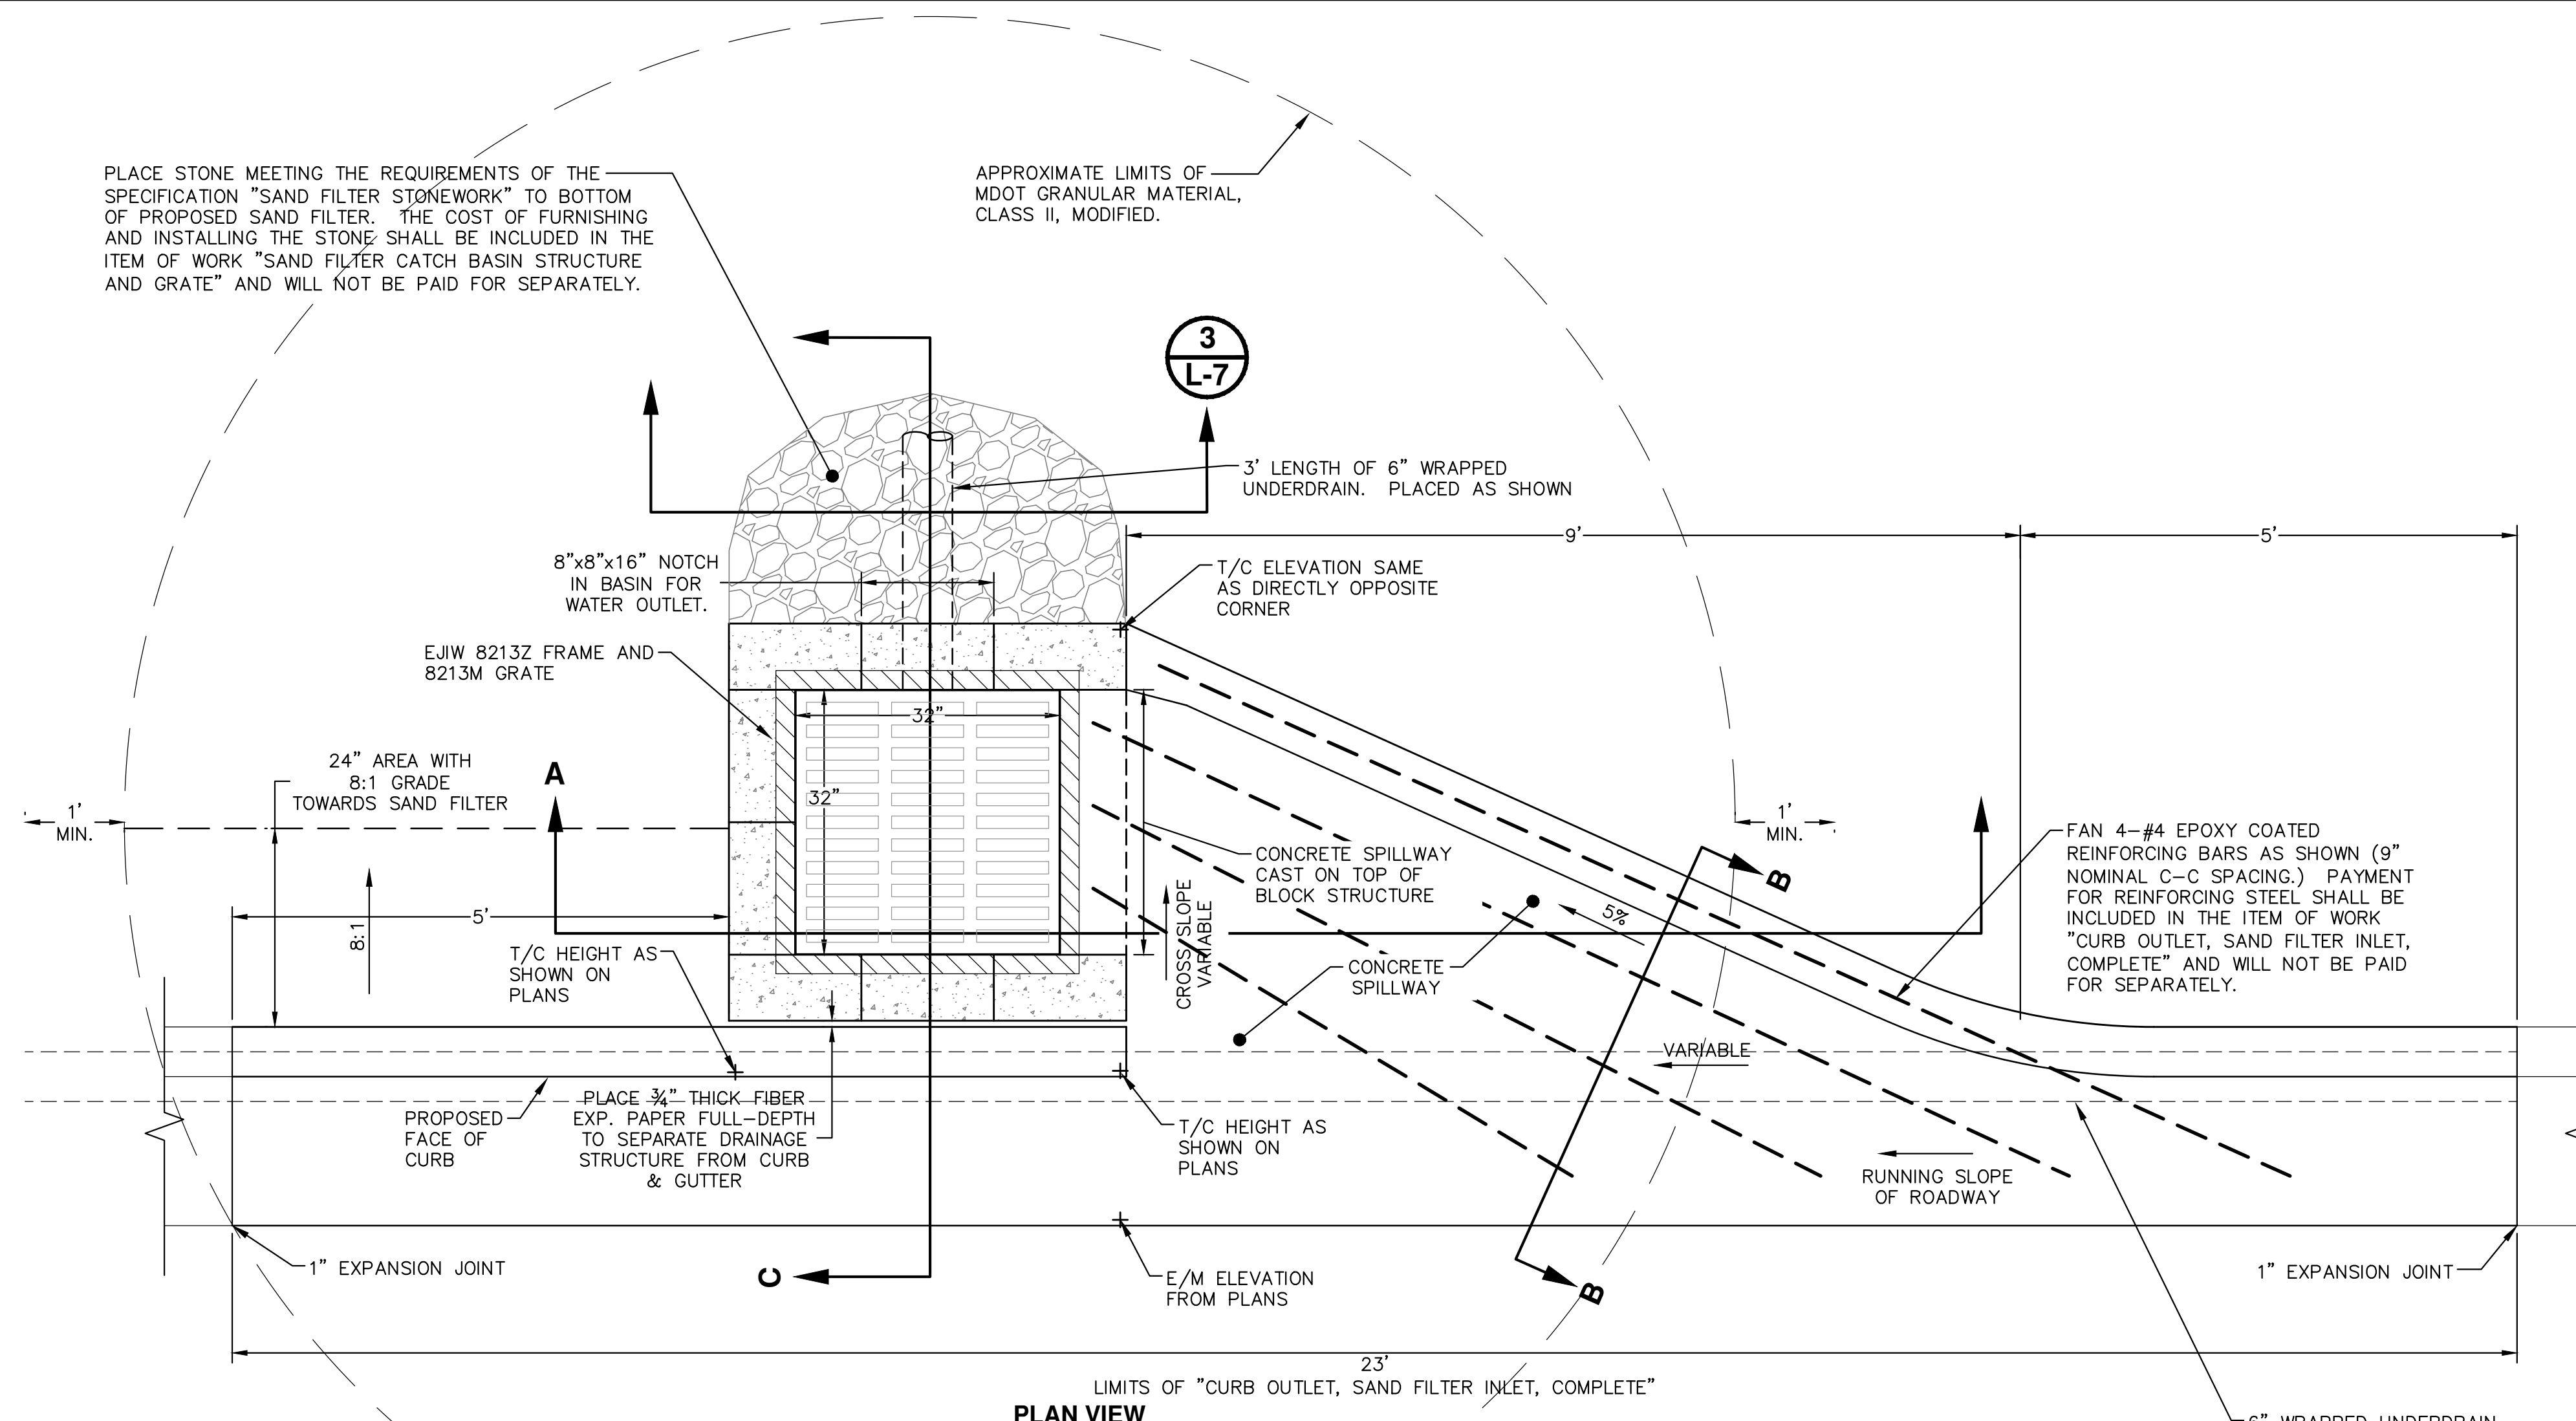 PLACE STONE MEETING THE REQUIREMENTS OF THE
SPECIFICATION "SAND FILTER STONEWORK" TO BOTTOM
OF PROPOSED SAND FILTER. THE COST OF FURNISHING
AND INSTALLING THE STONE SHALL BE INCLUDED IN THE
ITEM OF WORK "SAND FILTER CATCH BASIN STRUCTURE
AND GRATE" AND WILL NOT BE PAID FOR SEPARATELY.
APPROXIMATE LIMITS OF
MDOT GRANULAR MATERIAL,
CLASS II, MODIFIED.
3
L-7
3' LENGTH OF 6" WRAPPED
UNDERDRAIN. PLACED AS SHOWN
9'
5'
8"x8"x16" NOTCH
IN BASIN FOR
WATER OUTLET.
T/C ELEVATION SAME
AS DIRECTLY OPPOSITE
CORNER
EJIW 8213Z FRAME AND
8213M GRATE
32"
32"
24" AREA WITH
8:1 GRADE
TOWARDS SAND FILTER
A
1'
MIN.
1'
MIN.
5'
8:1
T/C HEIGHT AS
SHOWN ON
PLANS
CONCRETE SPILLWAY
CAST ON TOP OF
BLOCK STRUCTURE
CROSS SLOPE
VARIABLE
CONCRETE
SPILLWAY
5%
B
FAN 4-#4 EPOXY COATED
REINFORCING BARS AS SHOWN (9"
NOMINAL C-C SPACING.) PAYMENT
FOR REINFORCING STEEL SHALL BE
INCLUDED IN THE ITEM OF WORK
"CURB OUTLET, SAND FILTER INLET,
COMPLETE" AND WILL NOT BE PAID
FOR SEPARATELY.
VARIABLE
PROPOSED
FACE OF
CURB
PLACE ¾" THICK FIBER
EXP. PAPER FULL-DEPTH
TO SEPARATE DRAINAGE
STRUCTURE FROM CURB
& GUTTER
T/C HEIGHT AS
SHOWN ON
PLANS
RUNNING SLOPE
OF ROADWAY
1" EXPANSION JOINT
C
E/M ELEVATION
FROM PLANS
B
1" EXPANSION JOINT
23'
LIMITS OF "CURB OUTLET, SAND FILTER INLET, COMPLETE"
PLAN VIEW
6" WRAPPED UNDERDRAIN